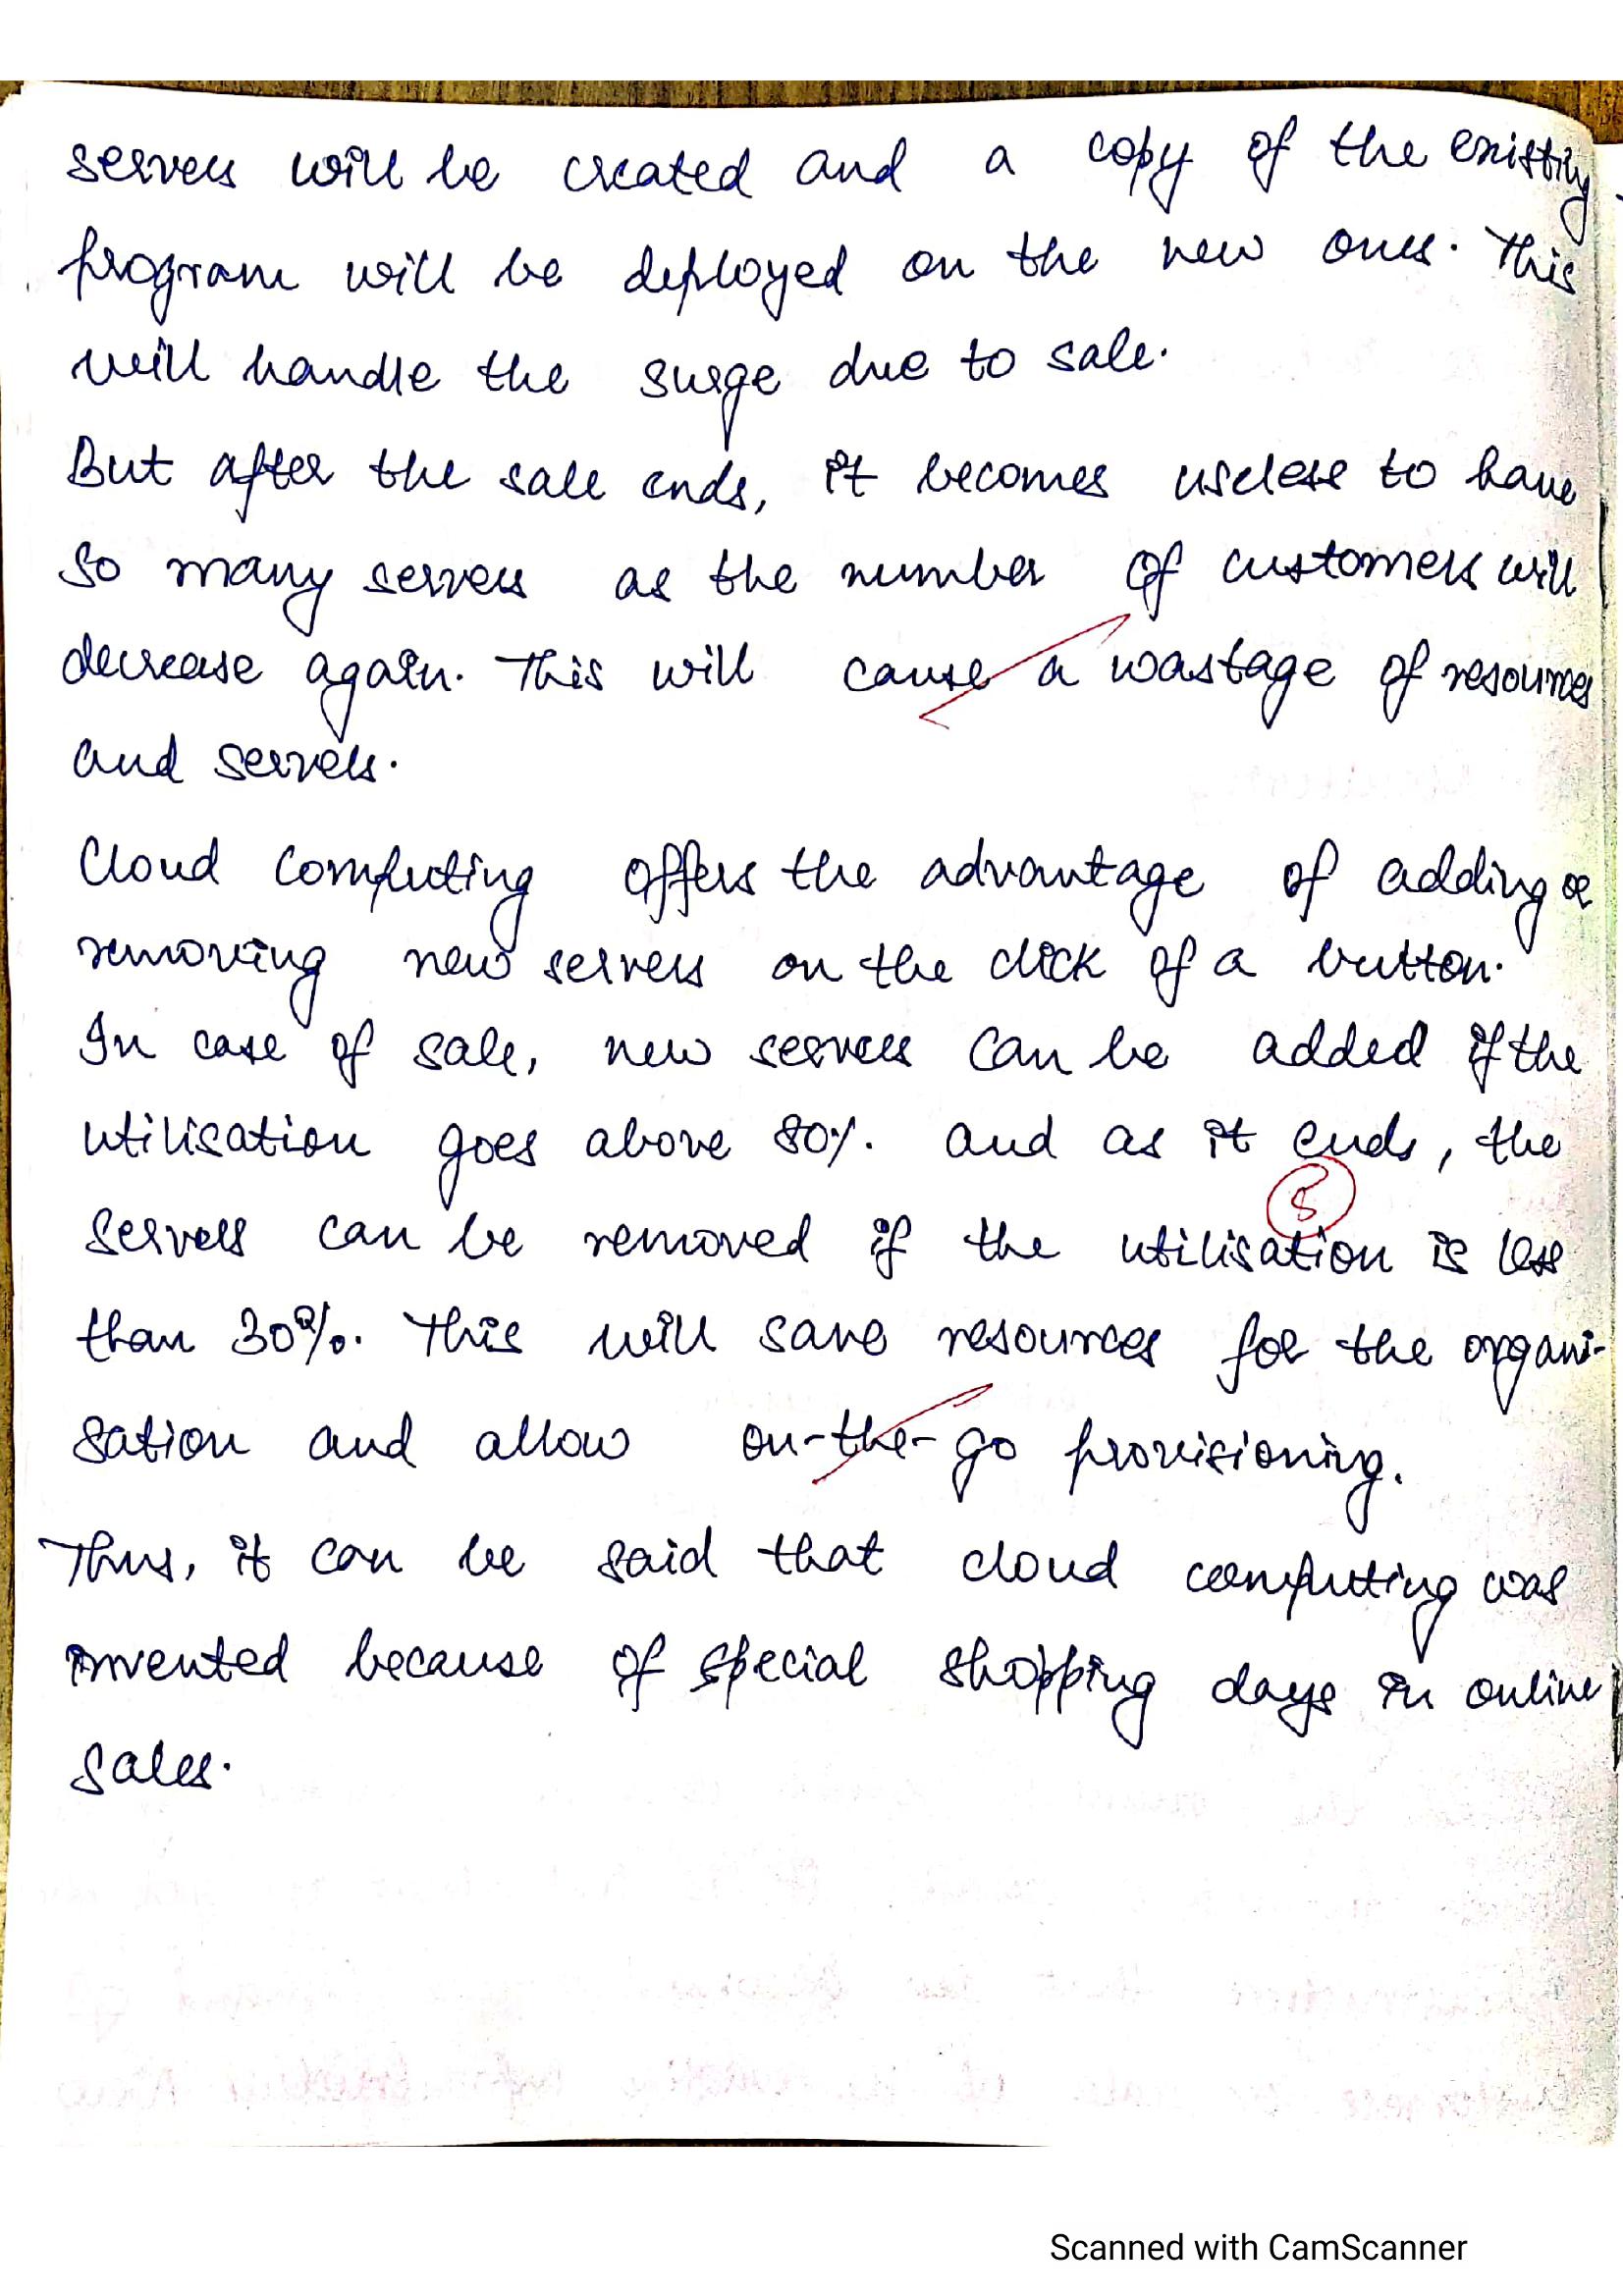 servers will be created and a copy of the existing
program will be deployed on the new ones. This
will handle the surge due to sale.
But after the sale ends, it becomes useless to have
so many servers as the number of customers will
decrease again. This will cause a wastage of resources
and servers.
Cloud computing offers the advantage of adding or
removing new servers on the click of a button.
In case of sale, new servers can be added if the
utilisation goes above 80%. and as it ends, the
5
servers can be removed if the utilisation is less
than 30%. This will save resources for the organi-
sation and allow on-the-go provisioning.
Thus, it can be said that cloud computing was
invented because of special shopping days in online
sales.
Scanned with CamScanner